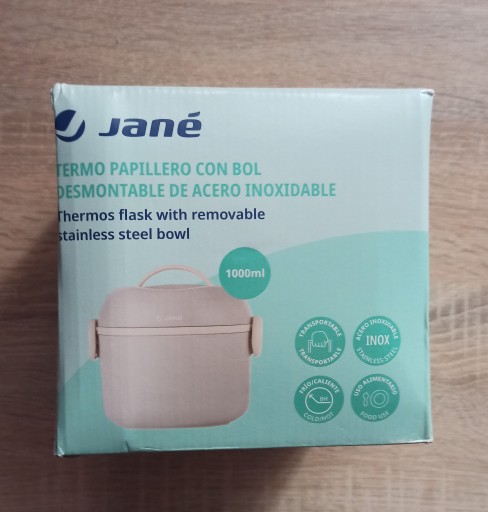 Jané
TERMO PAPILLERO CON BOL
DESMONTABLE DE ACERO INOXIDABLE
Thermos flask with removable
stainless steel bowl
1000ml
TRANSPORTABLE
TRANSPORTABLE
ACERO INOXIDABLE
INOX
STAINLESS STEEL
FRÍO/CALIENTE
8H
COLD/HOT
USO ALIMENTARIO
FOOD USE